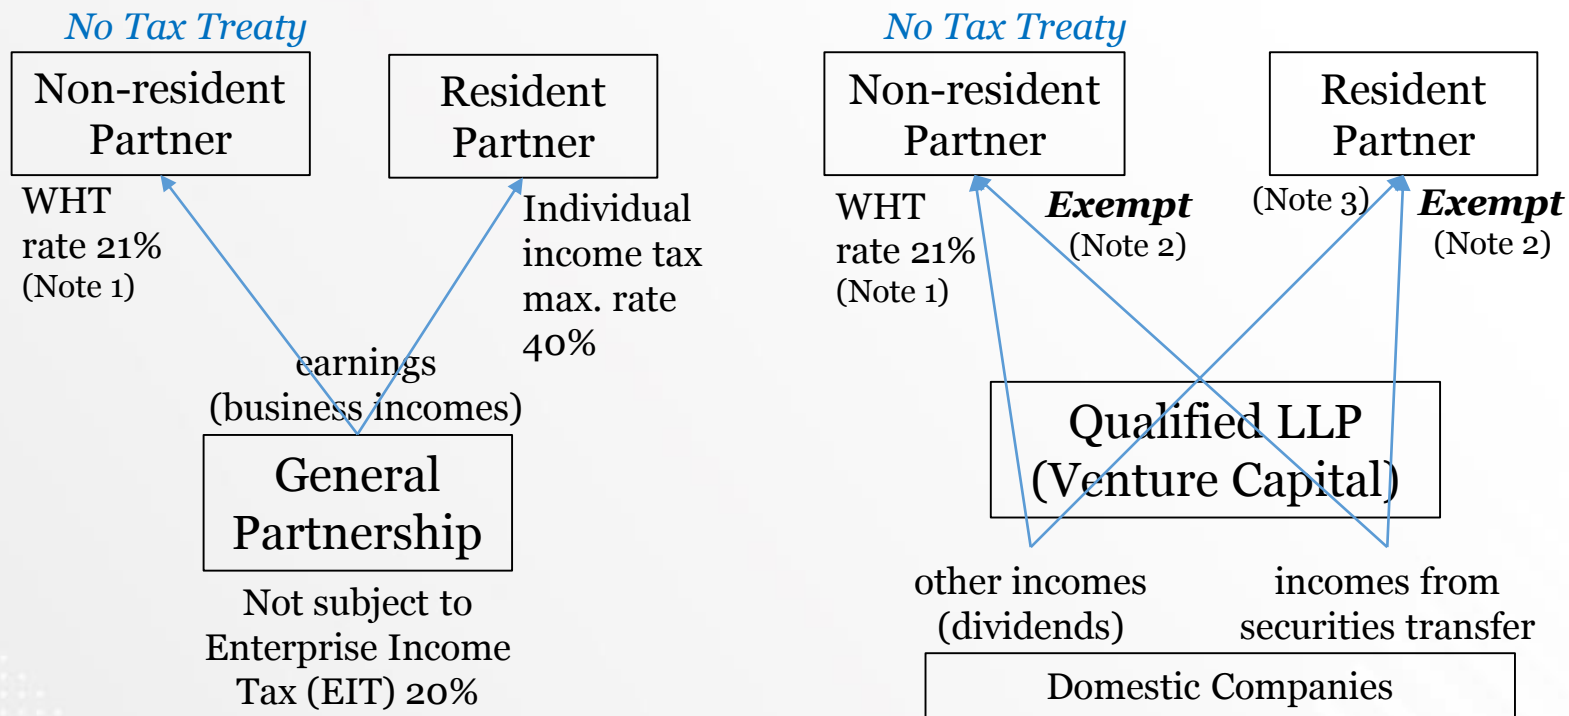 No Tax Treaty
Non-resident
Partner
Resident
Partner
WHT
rate 21%
(Note 1)
Individual
income tax
max. rate
40%
earnings
(business incomes)
General
Partnership
Not subject to
Enterprise Income
Tax (EIT) 20%
No Tax Treaty
Non-resident
Partner
Resident
Partner
WHT
rate 21%
(Note 1)
Exempt
(Note 2)
(Note 3)
Exempt
(Note 2)
Qualified LLP
(Venture Capital)
other incomes
(dividends)
incomes from
securities transfer
Domestic Companies